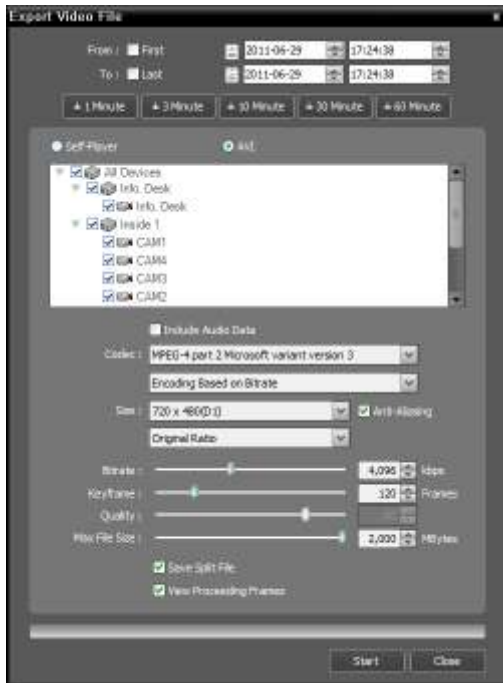 Export Video File
From : First 2011-06-29 17:24:38
To : Last 2011-06-29 17:24:38
+ 1 Minute + 3 Minute + 10 Minute + 30 Minute + 60 Minute
Self-Player AVI
All Devices
Info. Desk
Info. Desk
Inside 1
CAM1
CAM4
CAM3
CAM2
Include Audio Data
Codec : MPEG-4 part 2 Microsoft variant version 3
Encoding Based on Bitrate
Size : 720 x 480(D1) Anti-Aliasing
Original Ratio
Bitrate : 4,096 kbps
Keyframe : 120 Frames
Quality :
Max File Size : 2,000 MBytes
Save Split File
View Processing Frames
Start Close